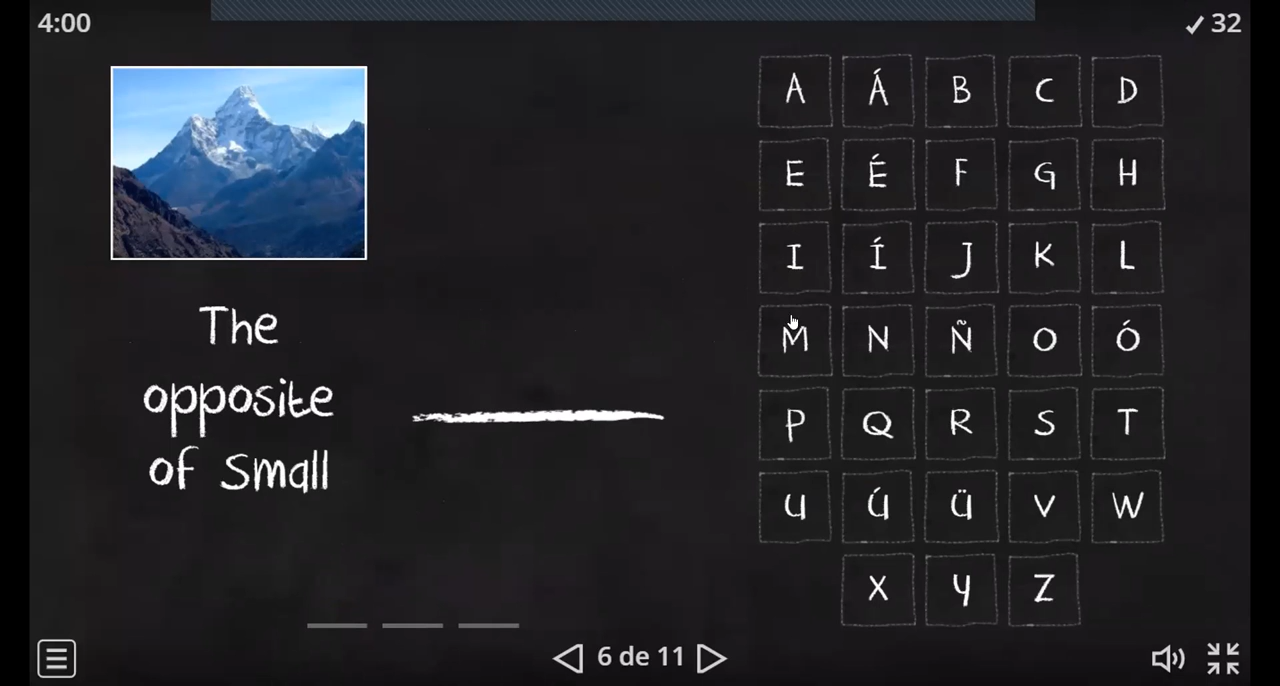 4:00
32
The
opposite
of Small
A Á B C D
E É F G H
I Í J K L
M N Ñ O Ó
P Q R S T
U Ú Ü V W
X Y Z
6 de 11